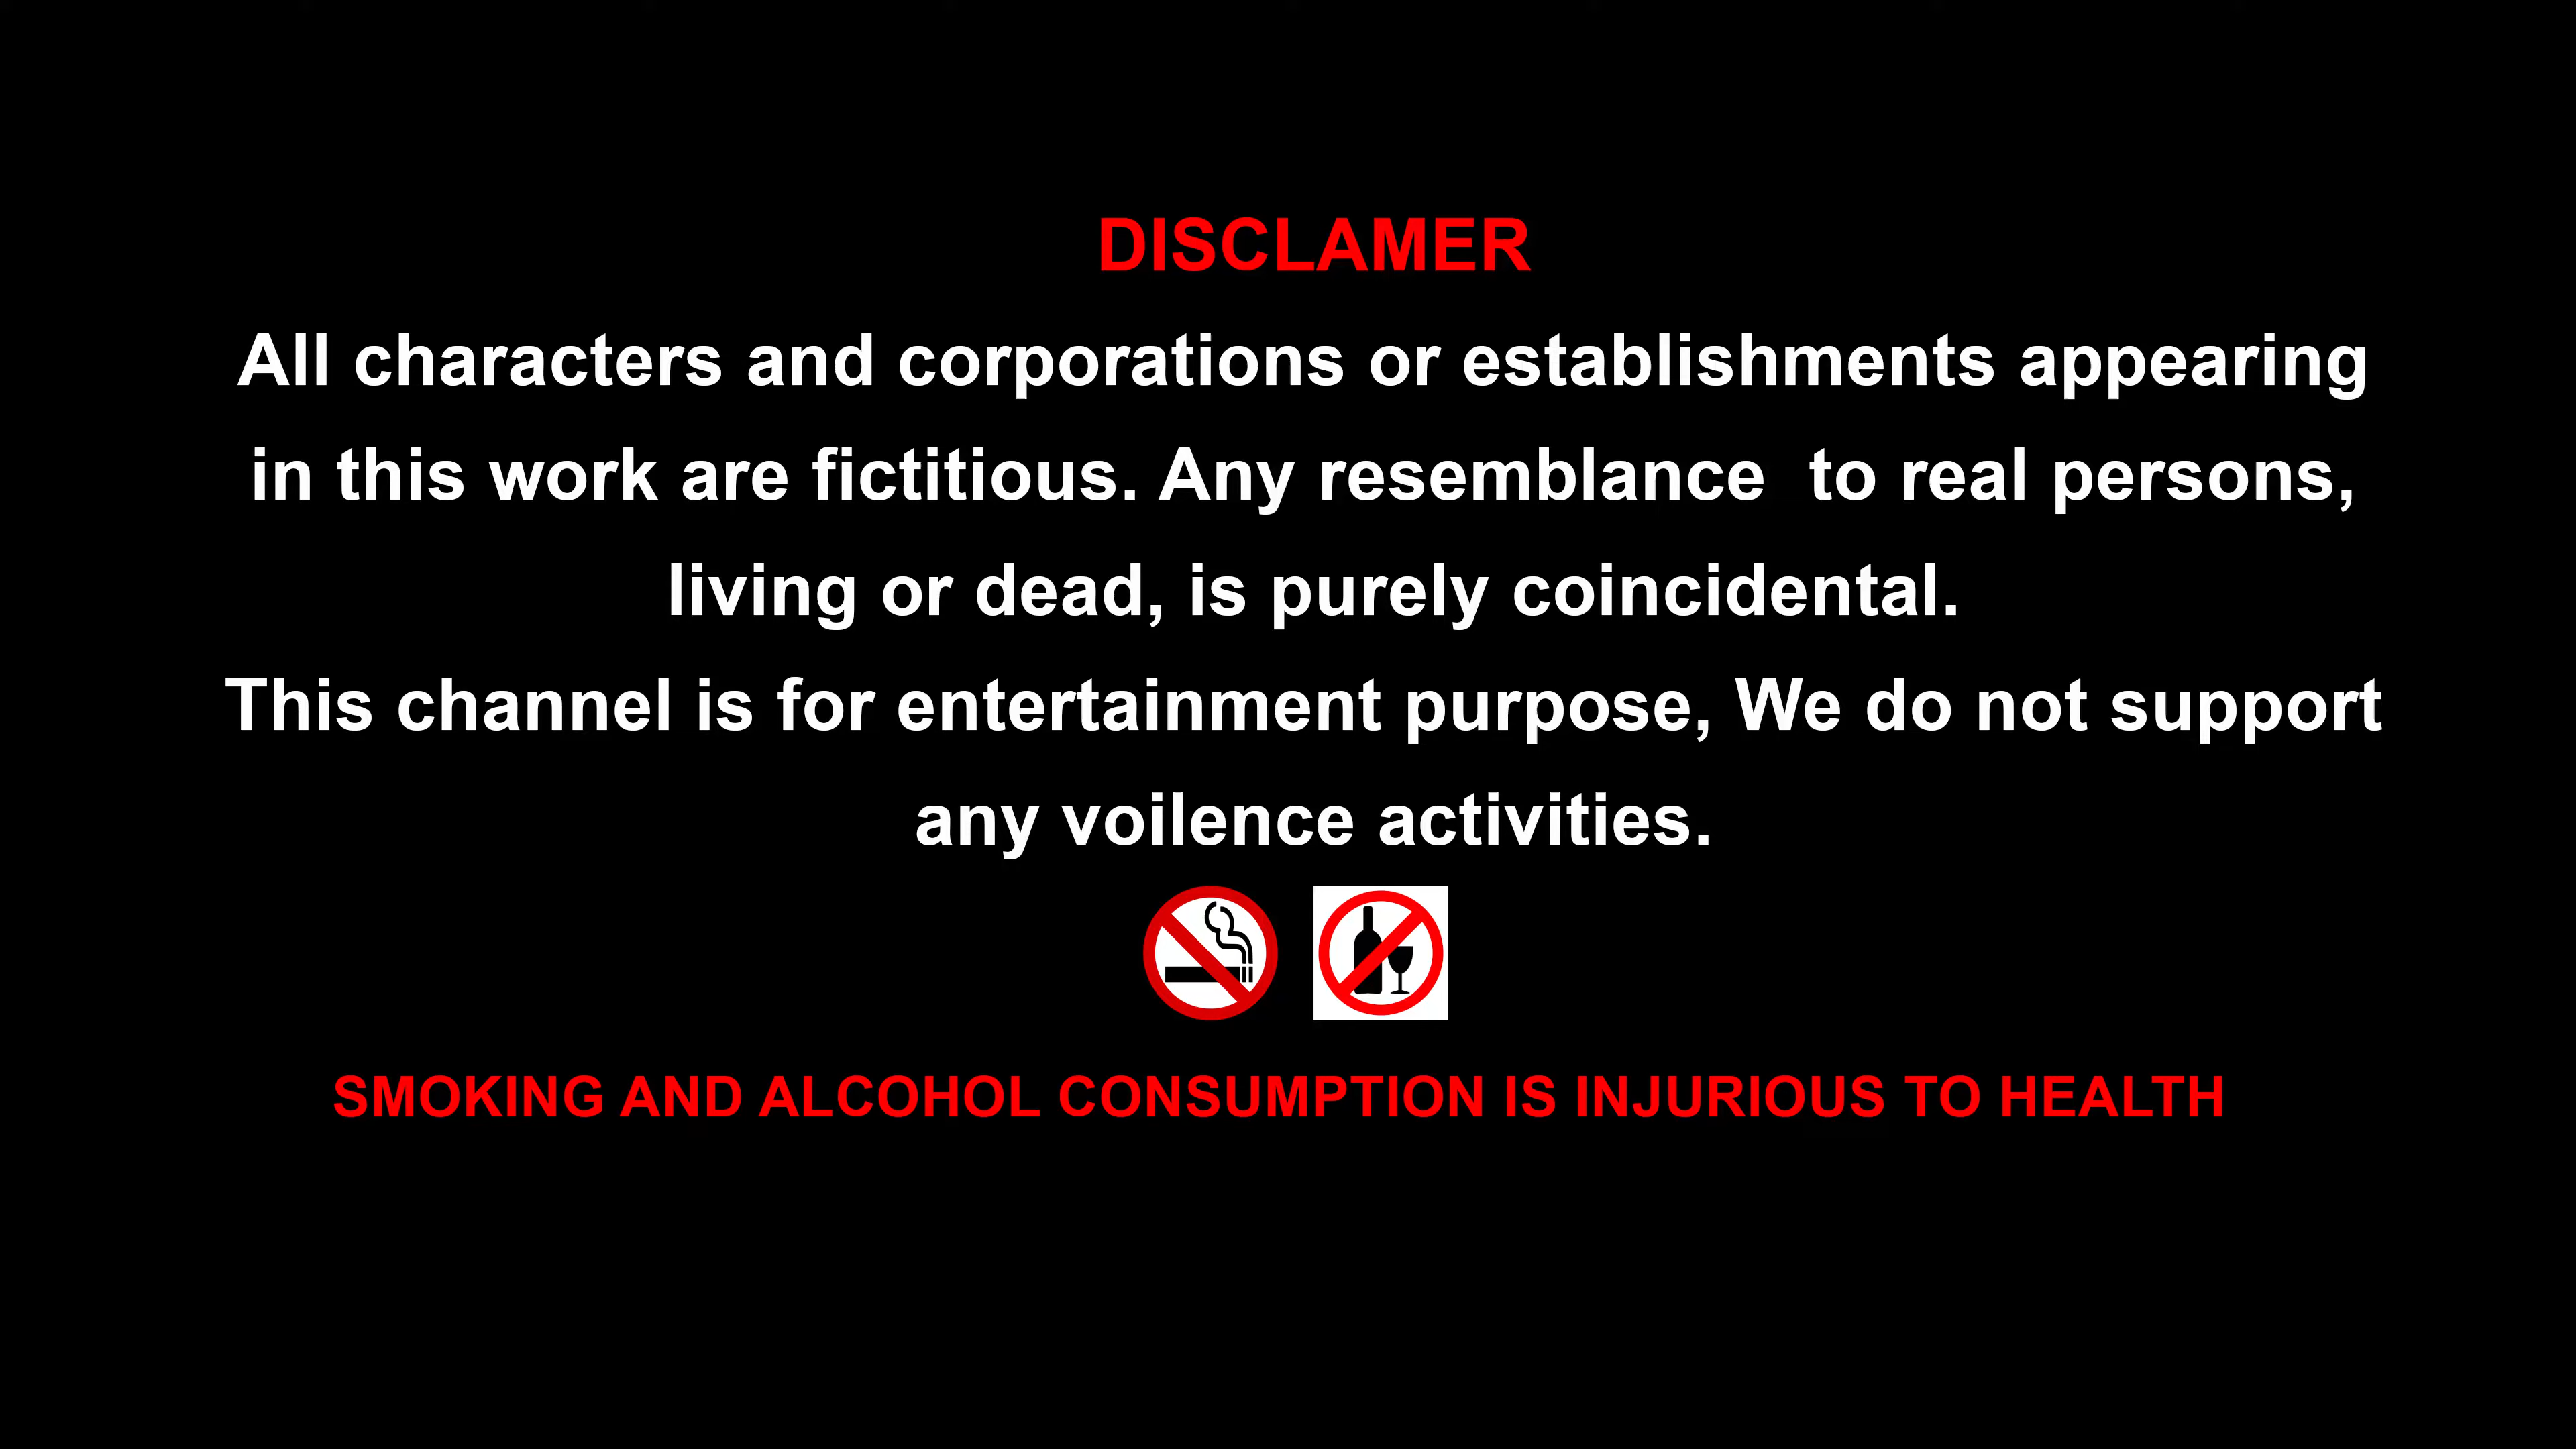 DISCLAMER
All characters and corporations or establishments appearing
in this work are fictitious. Any resemblance  to real persons,
living or dead, is purely coincidental.
This channel is for entertainment purpose, We do not support
any voilence activities.
SMOKING AND ALCOHOL CONSUMPTION IS INJURIOUS TO HEALTH